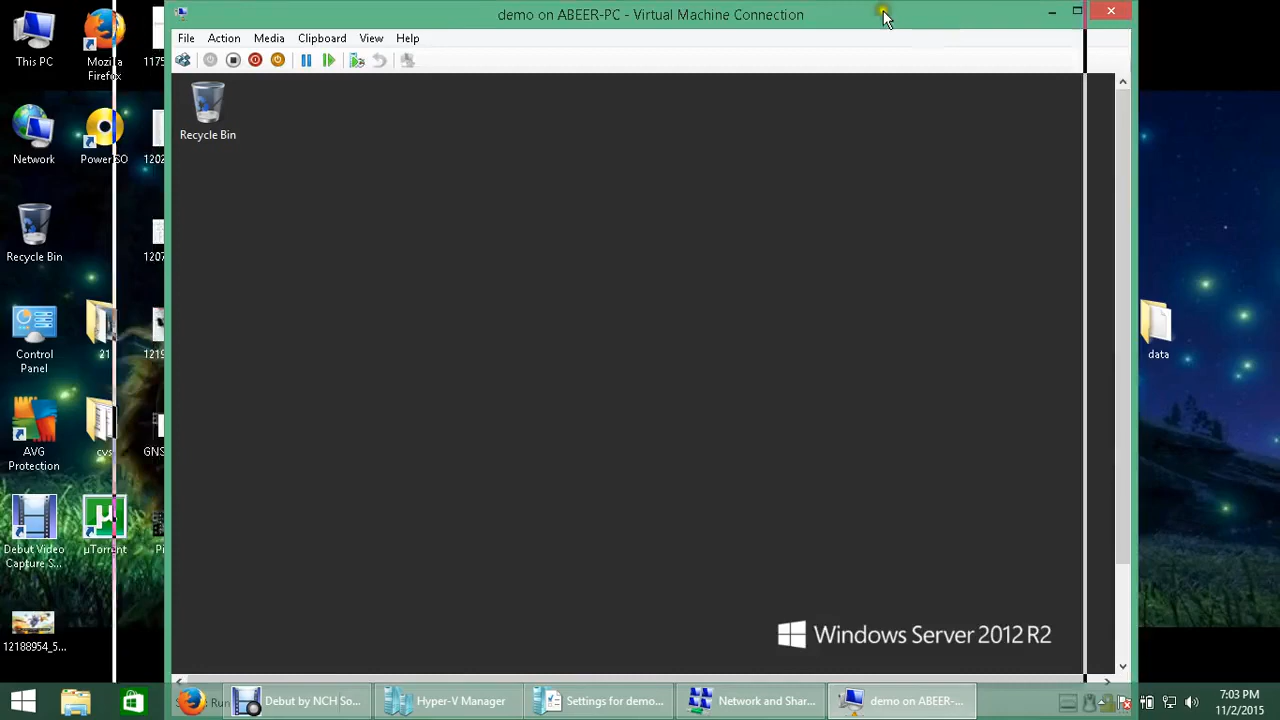 demo on ABEER-PC - Virtual Machine Connection
File Action Media Clipboard View Help
This PC
Mozilla
Firefox
1175
Recycle Bin
Network
1202
Recycle Bin
1207
Control
Panel
21
1219
data
AVG
Protection
cvs
GNS
Debut Video
Capture S...
µTorrent
Pi
12188954_5...
Windows Server 2012 R2
Debut by NCH So...
Hyper-V Manager
Settings for demo...
Network and Sha...
demo on ABEER-...
7:03 PM
11/2/2015